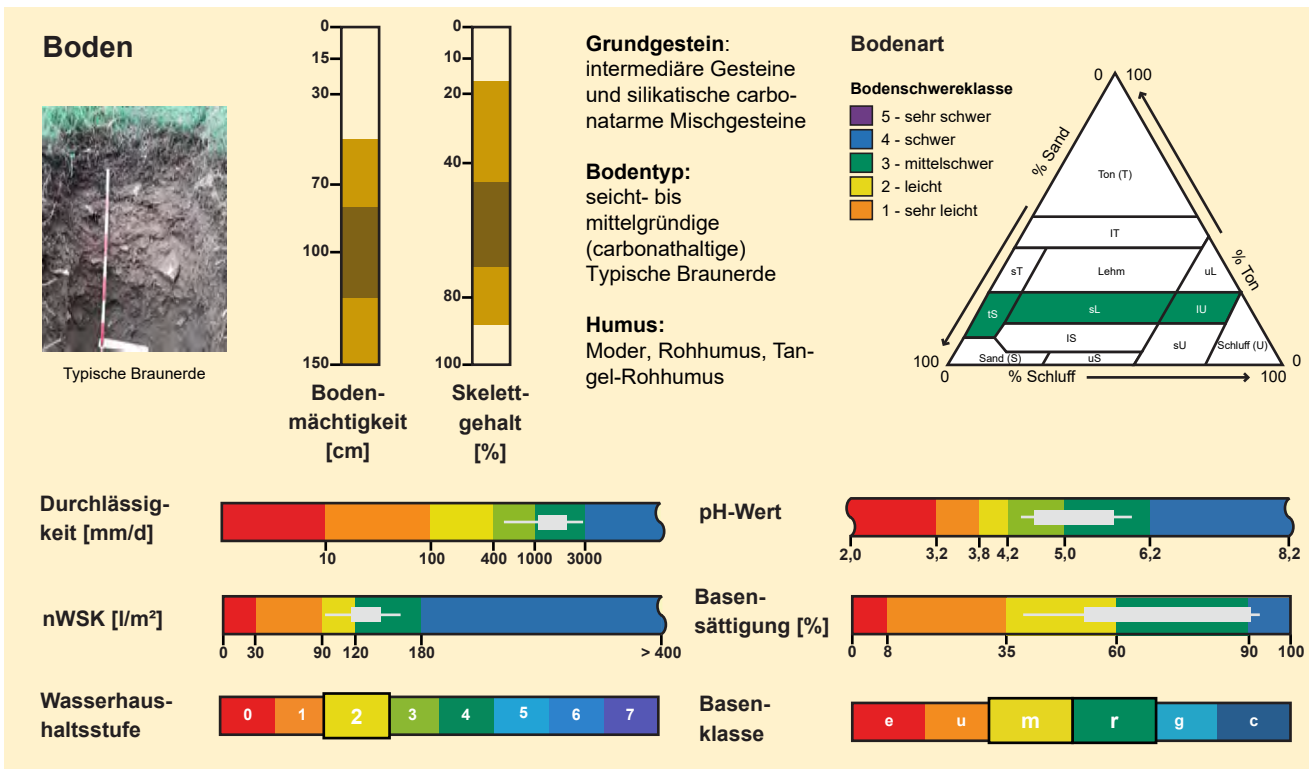 Boden
Typische Braunerde
0
15
30
70
100
150
Boden-
mächtigkeit
[cm]
0
10
20
40
80
100
Skelett-
gehalt
[%]
Grundgestein:
intermediäre Gesteine
und silikatische carbo-
natarme Mischgesteine
Bodentyp:
seicht- bis
mittelgründige
(carbonathaltige)
Typische Braunerde
Humus:
Moder, Rohhumus, Tan-
gel-Rohhumus
Bodenart
Bodenschwereklasse
5 - sehr schwer
4 - schwer
3 - mittelschwer
2 - leicht
1 - sehr leicht
0 100
% Sand
% Ton
Ton (T)
lT
sT Lehm uL
tS sL lU
lS
Sand (S) uS sU Schluff (U)
100 0
0 % Schluff 100
Durchlässig-
keit [mm/d]
10 100 400 1000 3000
pH-Wert
2,0 3,2 3,8 4,2 5,0 6,2 8,2
nWSK [l/m²]
0 30 90 120 180 > 400
Basen-
sättigung [%]
0 8 35 60 90 100
Wasserhaus-
haltsstufe
0 1 2 3 4 5 6 7
Basen-
klasse
e u m r g c